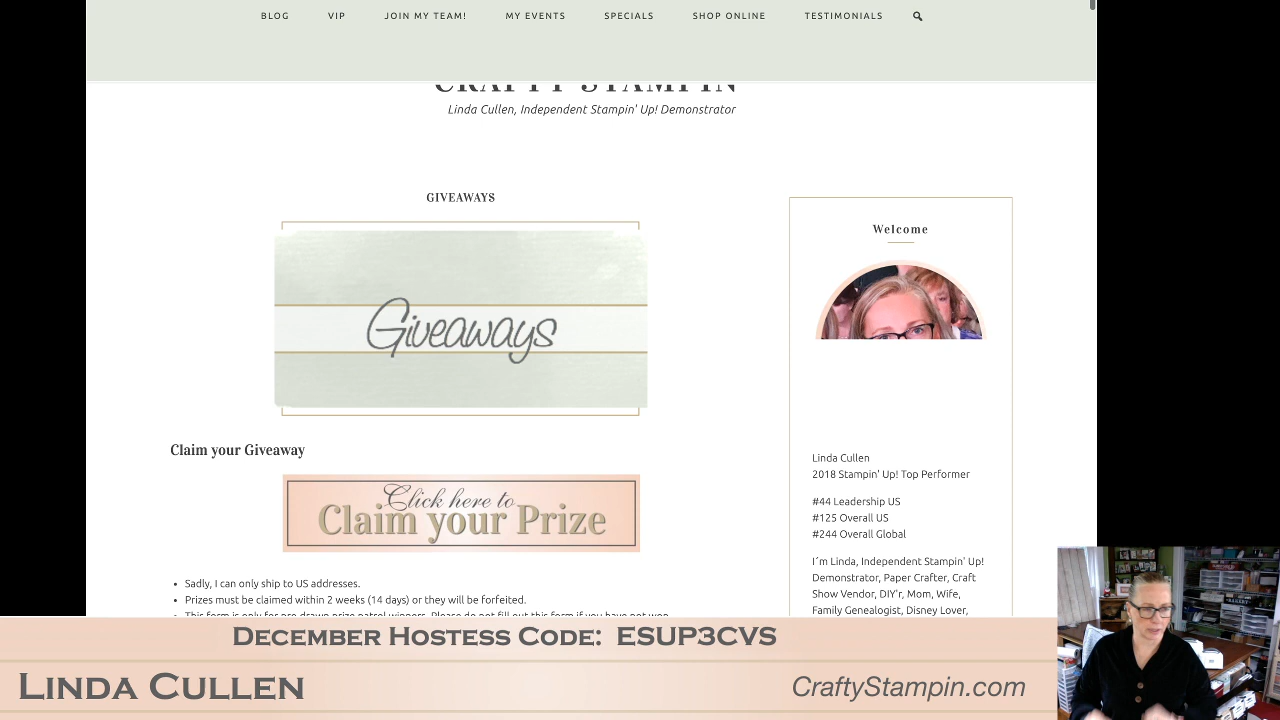 BLOG VIP JOIN MY TEAM! MY EVENTS SPECIALS SHOP ONLINE TESTIMONIALS
CRAFTY STAMPIN
Linda Cullen, Independent Stampin' Up! Demonstrator
GIVEAWAYS
Giveaways
Claim your Giveaway
Click here to
Claim your Prize
• Sadly, I can only ship to US addresses.
• Prizes must be claimed within 2 weeks (14 days) or they will be forfeited.
• This form is only for pre-drawn prize patrol winners. Please do not fill out this form if you have not won
Welcome
Linda Cullen
2018 Stampin' Up! Top Performer
#44 Leadership US
#125 Overall US
#244 Overall Global
I´m Linda, Independent Stampin' Up!
Demonstrator, Paper Crafter, Craft
Show Vendor, DIY'r, Mom, Wife,
Family Genealogist, Disney Lover,
December Hostess Code: ESUP3CVS
Linda Cullen
CraftyStampin.com